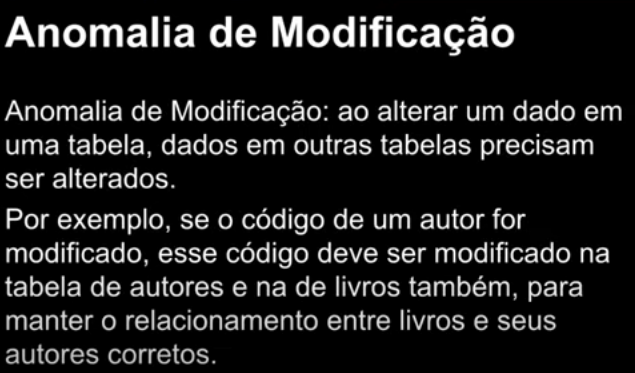 Anomalia de Modificação
Anomalia de Modificação: ao alterar um dado em
uma tabela, dados em outras tabelas precisam
ser alterados.
Por exemplo, se o código de um autor for
modificado, esse código deve ser modificado na
tabela de autores e na de livros também, para
manter o relacionamento entre livros e seus
autores corretos.